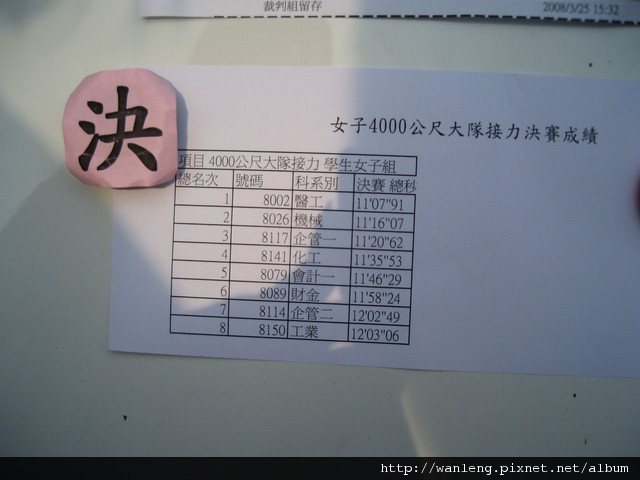 裁判組留存 2008/3/25 15:32
決
女子4000公尺大隊接力決賽成績
項目 4000公尺大隊接力 學生女子組
總名次 號碼 科系別 決賽 總秒
1 8002 醫工 11'07"91
2 8026 機械 11'16"07
3 8117 企管一 11'20"62
4 8141 化工 11'35"53
5 8079 會計一 11'46"29
6 8089 財金 11'58"24
7 8114 企管二 12'02"49
8 8150 工業 12'03"06
http://wanleng.pixnet.net/album